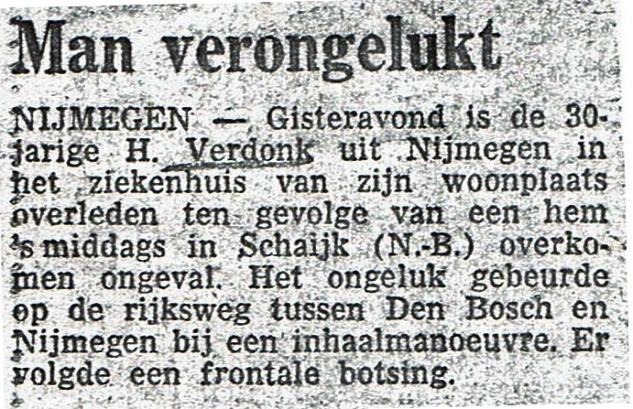 Man verongelukt
NIJMEGEN — Gisteravond is de 30-
jarige H. Verdonk uit Nijmegen in
het ziekenhuis van zijn woonplaats
overleden ten gevolge van een hem
's middags in Schaijk (N.-B.) overko-
men ongeval. Het ongeluk gebeurde
op de rijksweg tussen Den Bosch en
Nijmegen bij een inhaalmanoeuvre. Er
volgde een frontale botsing.